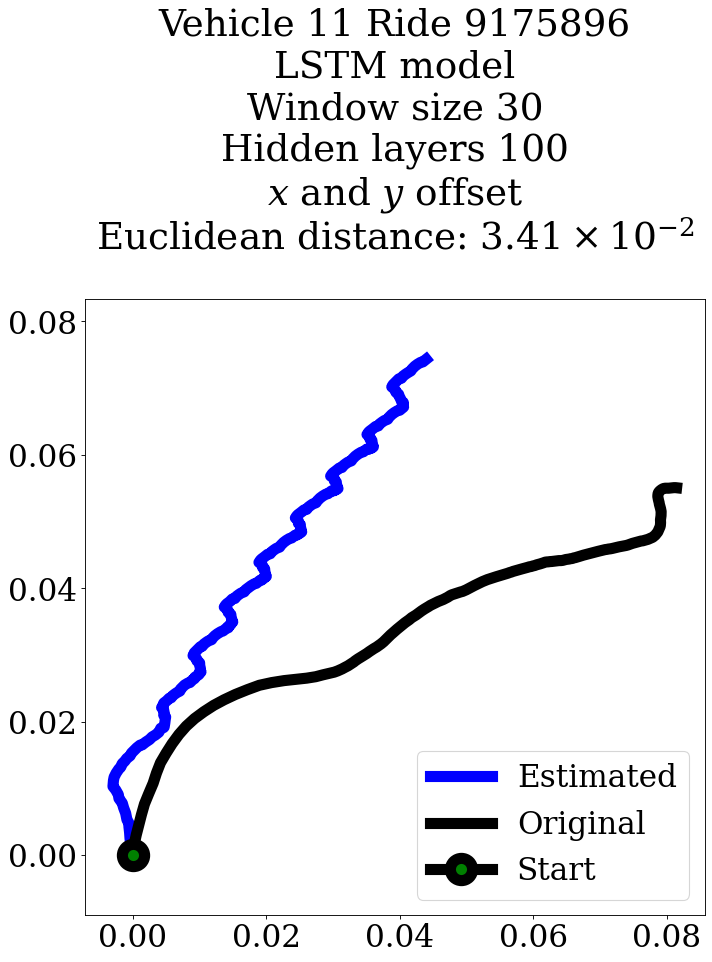 Vehicle 11 Ride 9175896
LSTM model
Window size 30
Hidden layers 100
x and y offset
Euclidean distance: 3.41 × 10⁻²
0.08
0.06
0.04
0.02
0.00
Estimated
Original
Start
0.00 0.02 0.04 0.06 0.08